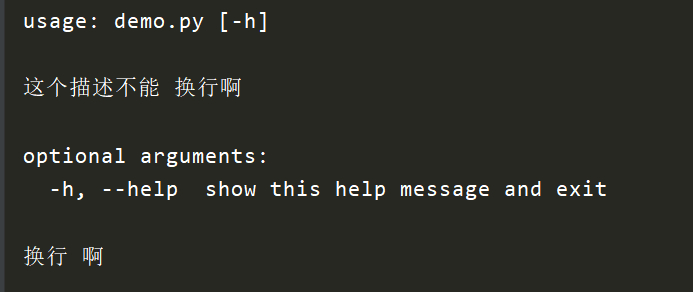 usage: demo.py [-h]
这个描述不能 换行啊
optional arguments:
-h, --help  show this help message and exit
换行 啊